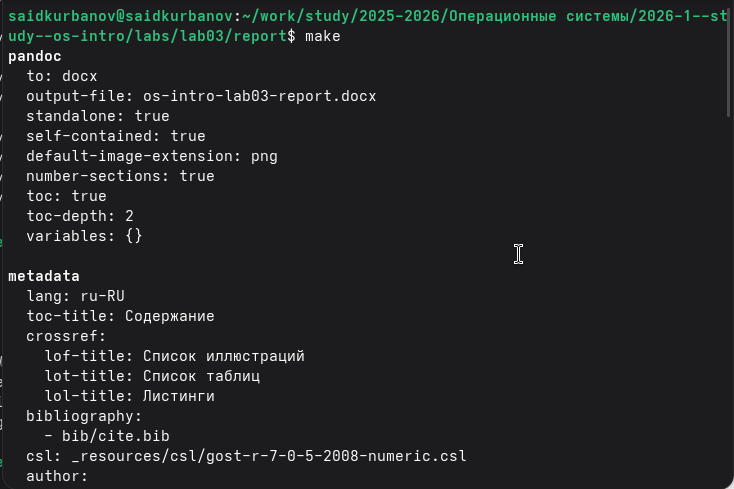 saidkurbanov@saidkurbanov:~/work/study/2025-2026/Операционные системы/2026-1--st
udy--os-intro/labs/lab03/report$ make
pandoc
  to: docx
  output-file: os-intro-lab03-report.docx
  standalone: true
  self-contained: true
  default-image-extension: png
  number-sections: true
  toc: true
  toc-depth: 2
  variables: {}

metadata
  lang: ru-RU
  toc-title: Содержание
  crossref:
    lof-title: Список иллюстраций
    lot-title: Список таблиц
    lol-title: Листинги
  bibliography:
    - bib/cite.bib
  csl: _resources/csl/gost-r-7-0-5-2008-numeric.csl
  author: